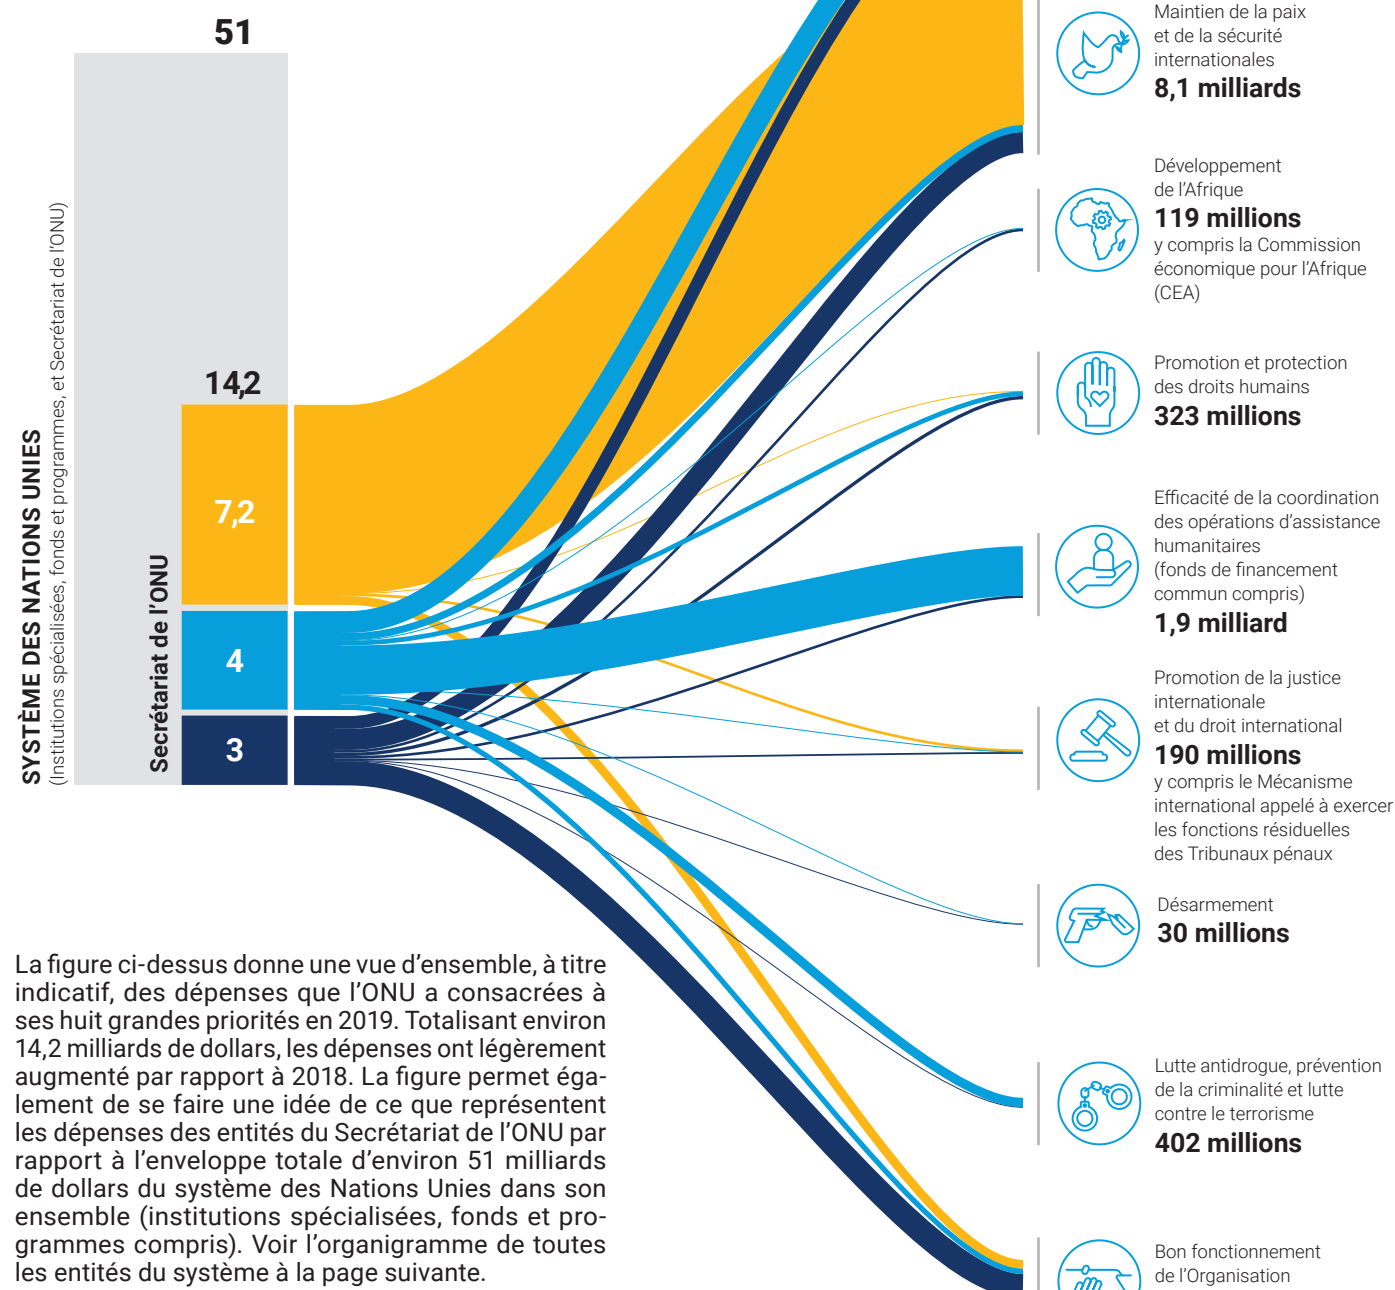 51
14,2
7,2
4
3
SYSTÈME DES NATIONS UNIES
(Institutions spécialisées, fonds et programmes, et Secrétariat de l'ONU)
Secrétariat de l'ONU
Maintien de la paix
et de la sécurité
internationales
8,1 milliards
Développement
de l'Afrique
119 millions
y compris la Commission
économique pour l'Afrique
(CEA)
Promotion et protection
des droits humains
323 millions
Efficacité de la coordination
des opérations d'assistance
humanitaires
(fonds de financement
commun compris)
1,9 milliard
Promotion de la justice
internationale
et du droit international
190 millions
y compris le Mécanisme
international appelé à exercer
les fonctions résiduelles
des Tribunaux pénaux
Désarmement
30 millions
Lutte antidrogue, prévention
de la criminalité et lutte
contre le terrorisme
402 millions
Bon fonctionnement
de l'Organisation
La figure ci-dessus donne une vue d'ensemble, à titre
indicatif, des dépenses que l'ONU a consacrées à
ses huit grandes priorités en 2019. Totalisant environ
14,2 milliards de dollars, les dépenses ont légèrement
augmenté par rapport à 2018. La figure permet éga-
lement de se faire une idée de ce que représentent
les dépenses des entités du Secrétariat de l'ONU par
rapport à l'enveloppe totale d'environ 51 milliards
de dollars du système des Nations Unies dans son
ensemble (institutions spécialisées, fonds et pro-
grammes compris). Voir l'organigramme de toutes
les entités du système à la page suivante.